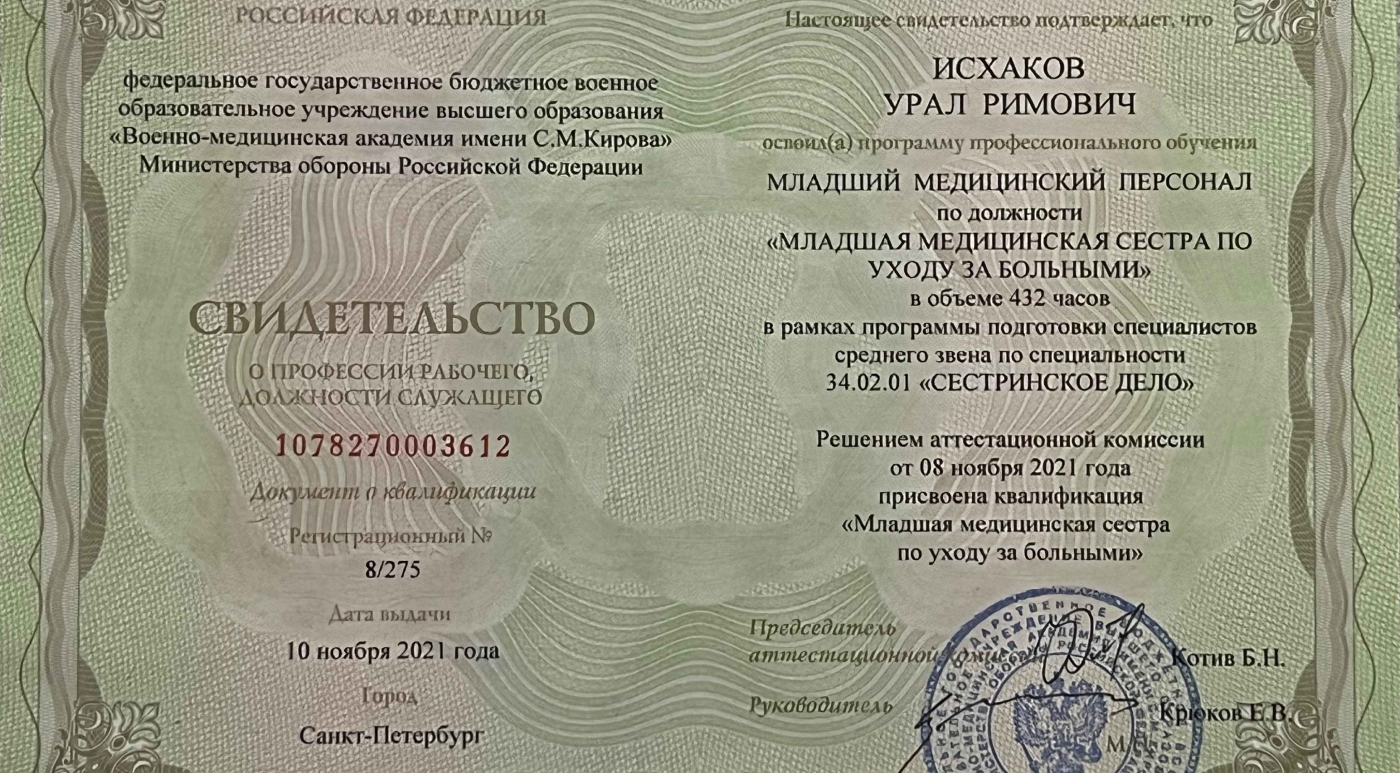 РОССИЙСКАЯ ФЕДЕРАЦИЯ
федеральное государственное бюджетное военное
образовательное учреждение высшего образования
«Военно-медицинская академия имени С.М.Кирова»
Министерства обороны Российской Федерации
СВИДЕТЕЛЬСТВО
О ПРОФЕССИИ РАБОЧЕГО,
ДОЛЖНОСТИ СЛУЖАЩЕГО
1078270003612
Документ о квалификации
Регистрационный №
8/275
Дата выдачи
10 ноября 2021 года
Город
Санкт-Петербург
Настоящее свидетельство подтверждает, что
ИСХАКОВ
УРАЛ РИМОВИЧ
освоил(а) программу профессионального обучения
МЛАДШИЙ МЕДИЦИНСКИЙ ПЕРСОНАЛ
по должности
«МЛАДШАЯ МЕДИЦИНСКАЯ СЕСТРА ПО
УХОДУ ЗА БОЛЬНЫМИ»
в объеме 432 часов
в рамках программы подготовки специалистов
среднего звена по специальности
34.02.01 «СЕСТРИНСКОЕ ДЕЛО»
Решением аттестационной комиссии
от 08 ноября 2021 года
присвоена квалификация
«Младшая медицинская сестра
по уходу за больными»
Председатель
аттестационной комиссии
Котив Б.Н.
Руководитель
Крюков Е.В.